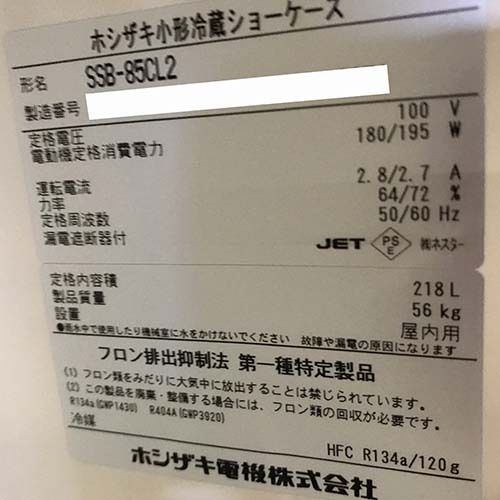 ホシザキ小形冷蔵ショーケース
形名 SSB-85CL2
製造番号
定格電圧 100 V
電動機定格消費電力 180/195 W
運転電流 2.8/2.7 A
力率 64/72 %
定格周波数 50/60 Hz
漏電遮断器付 JET PS E ㈱ネスター
定格内容積 218 L
製品質量 56 kg
設置 屋内用
●雨水中で使用したり機械室に水をかけないでください 故障や漏電の原因になります
フロン排出抑制法 第一種特定製品
(1) フロン類をみだりに大気中に放出することは禁じられています。
(2) この製品を廃棄・整備する場合には、フロン類の回収が必要です。
R134a(GWP1430) R404A(GWP3920)
冷媒 HFC R134a/120g
ホシザキ電機株式会社